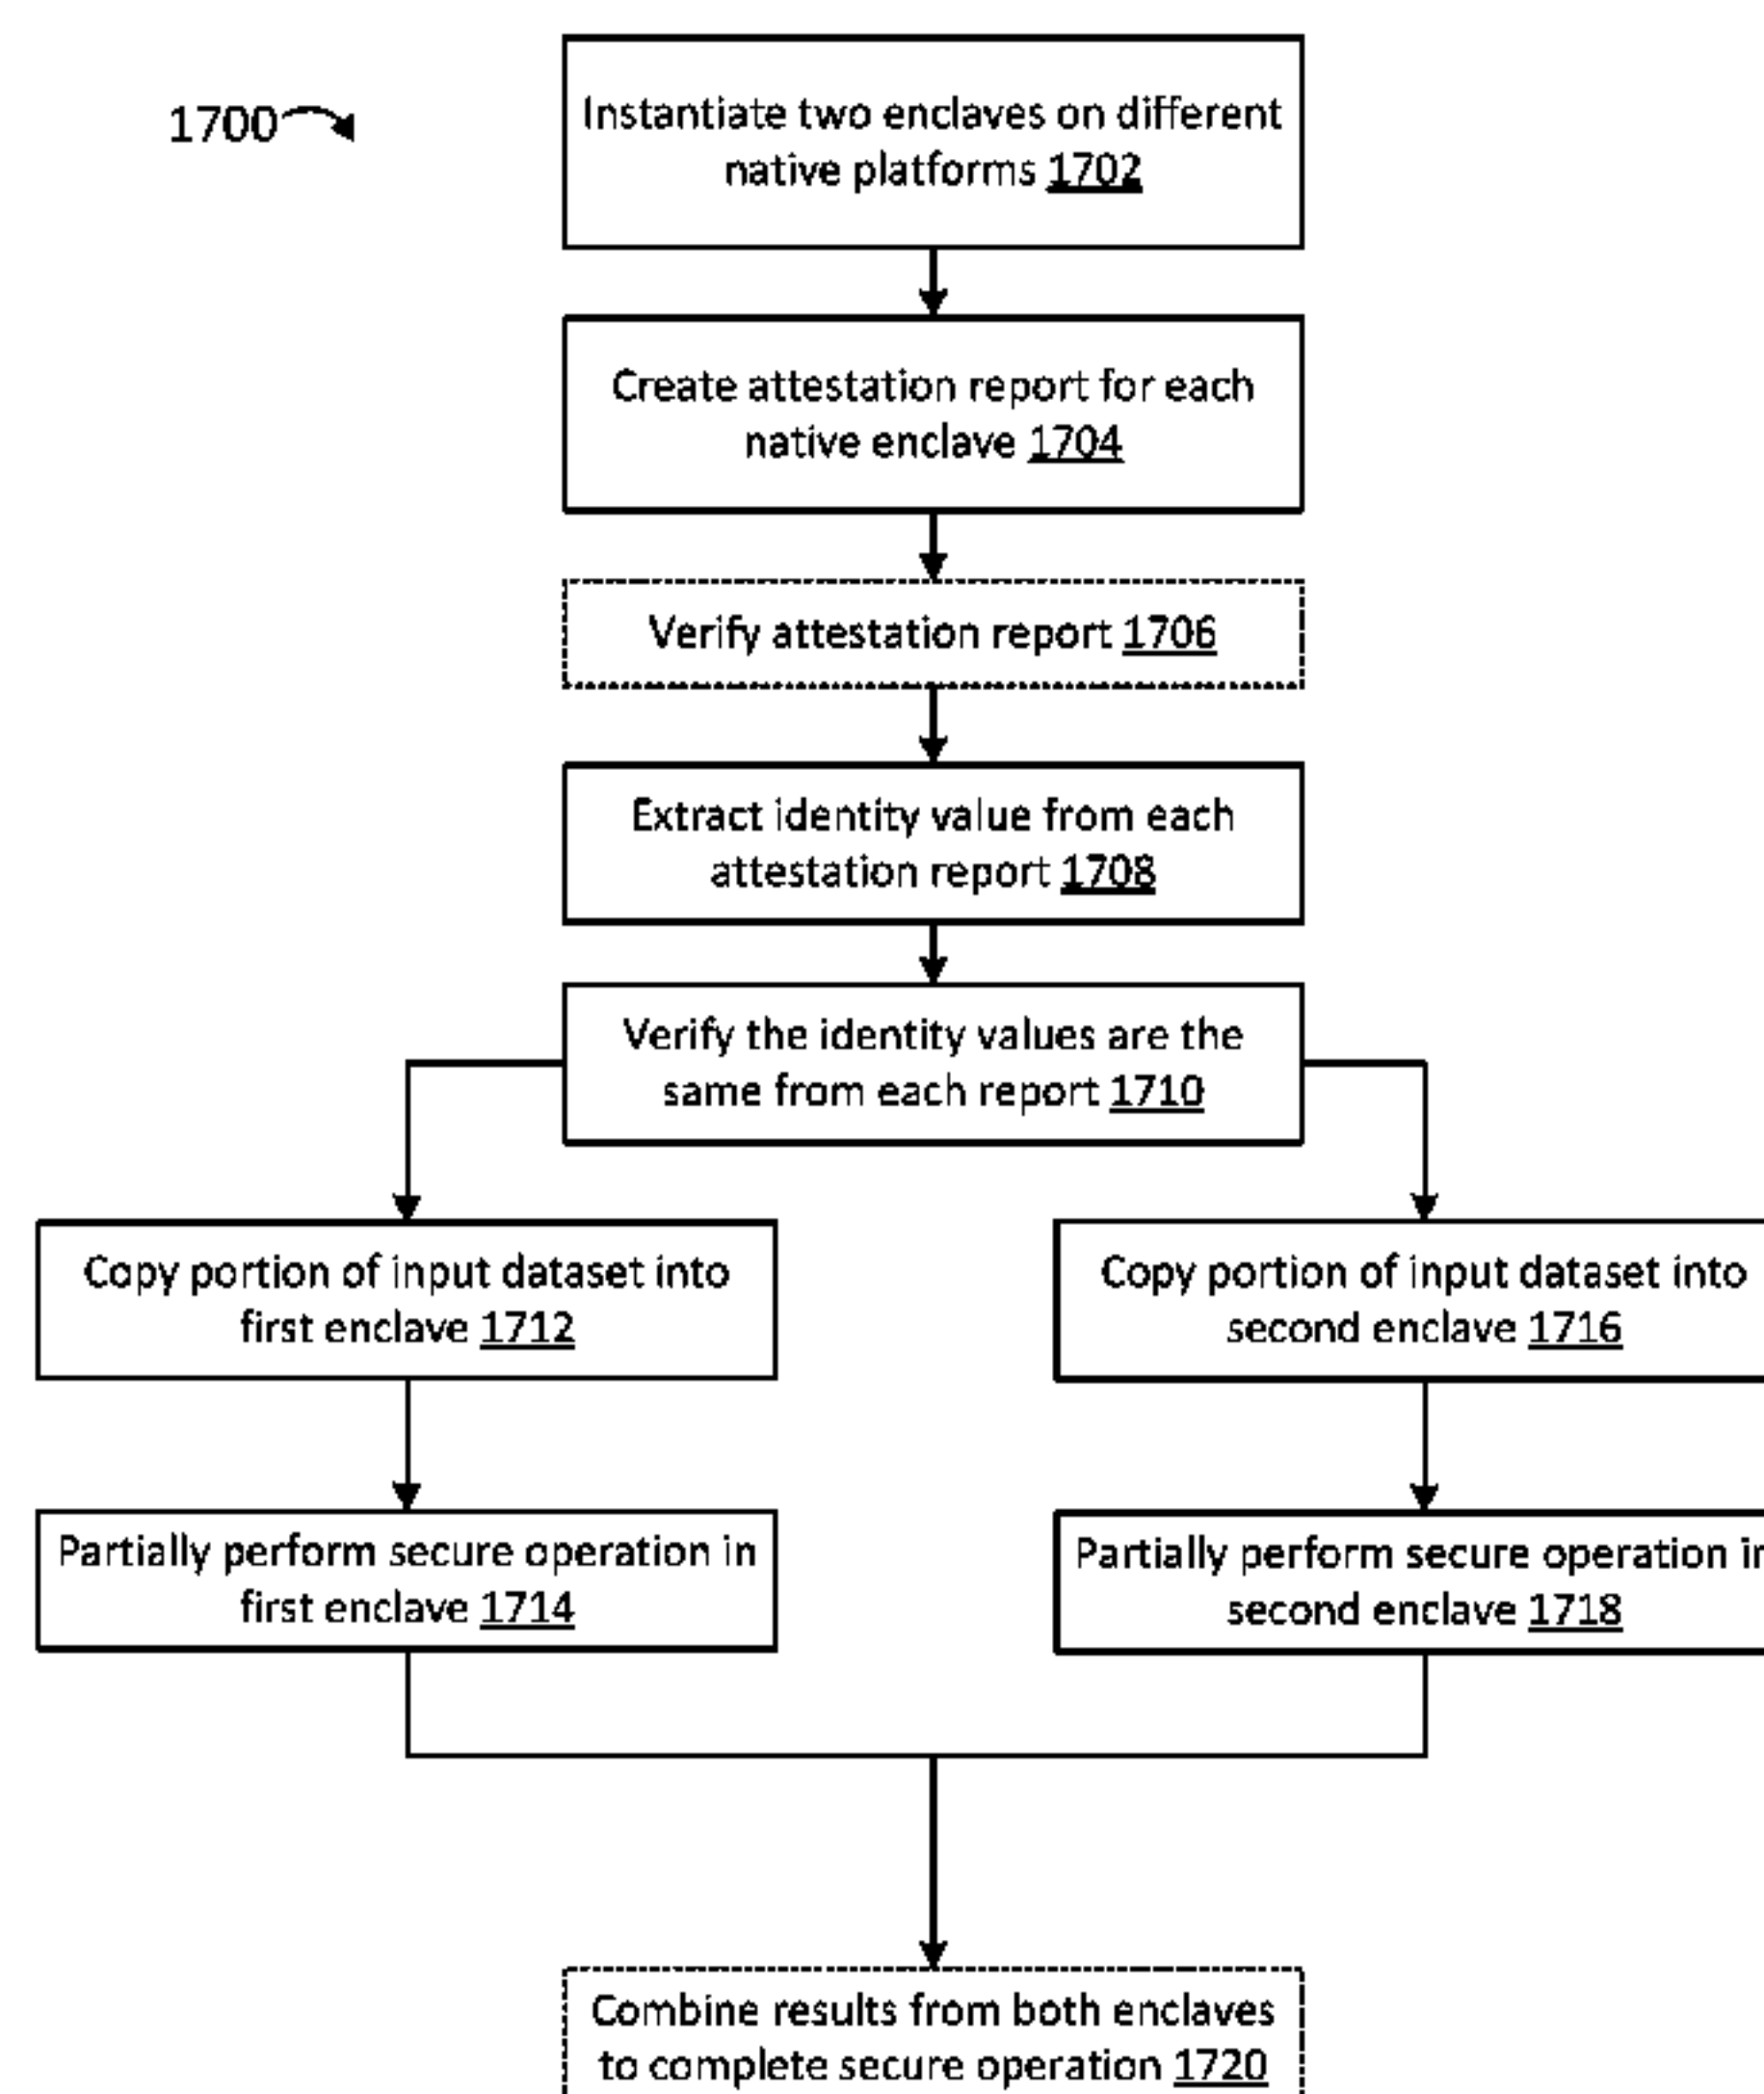 1700
Instantiate two enclaves on different
native platforms 1702
Create attestation report for each
native enclave 1704
Verify attestation report 1706
Extract identity value from each
attestation report 1708
Verify the identity values are the
same from each report 1710
Copy portion of input dataset into
first enclave 1712
Copy portion of input dataset into
second enclave 1716
Partially perform secure operation in
first enclave 1714
Partially perform secure operation in
second enclave 1718
Combine results from both enclaves
to complete secure operation 1720